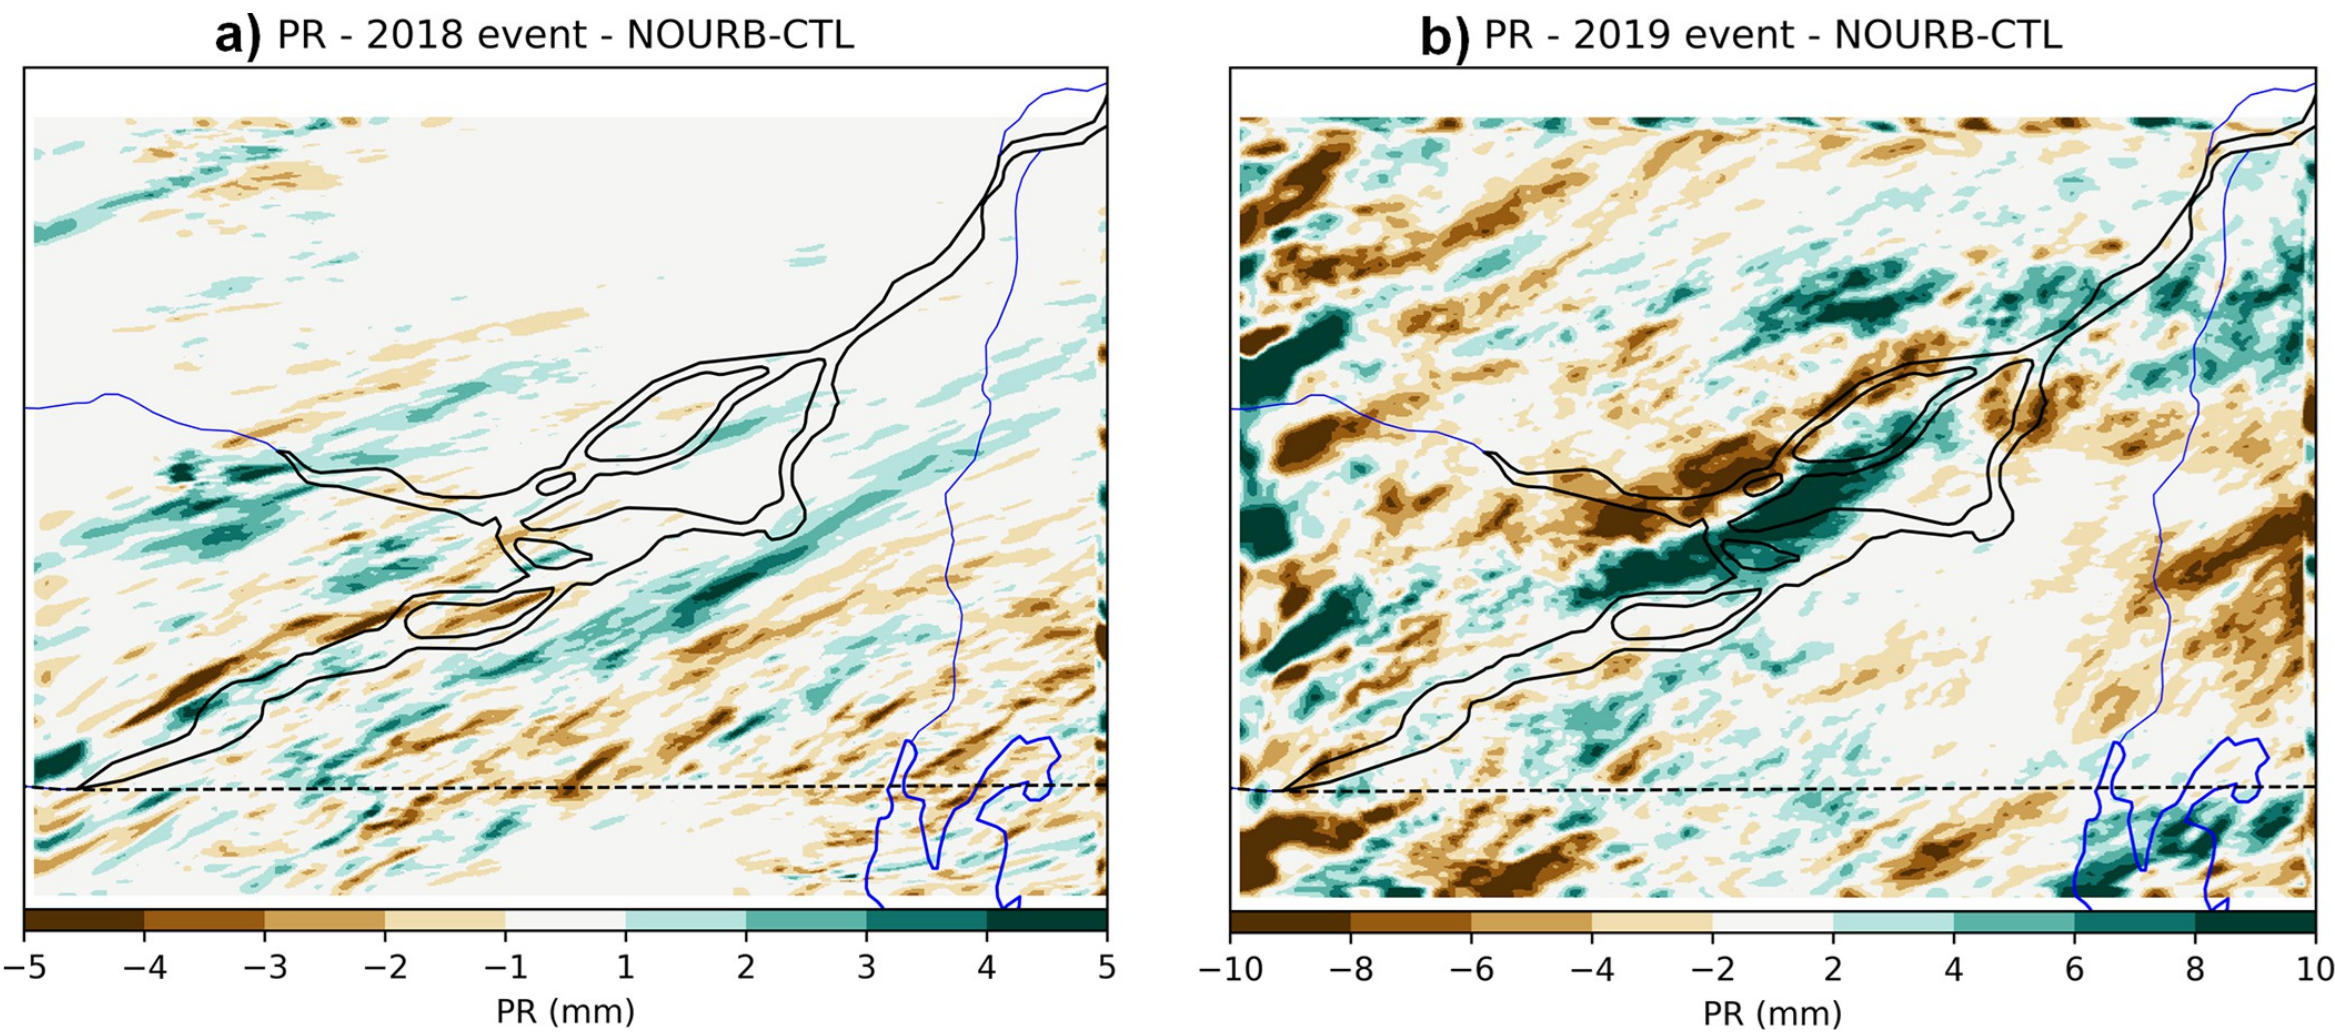 a) PR - 2018 event - NOURB-CTL
−5 −4 −3 −2 −1 1 2 3 4 5
PR (mm)
b) PR - 2019 event - NOURB-CTL
−10 −8 −6 −4 −2 2 4 6 8 10
PR (mm)